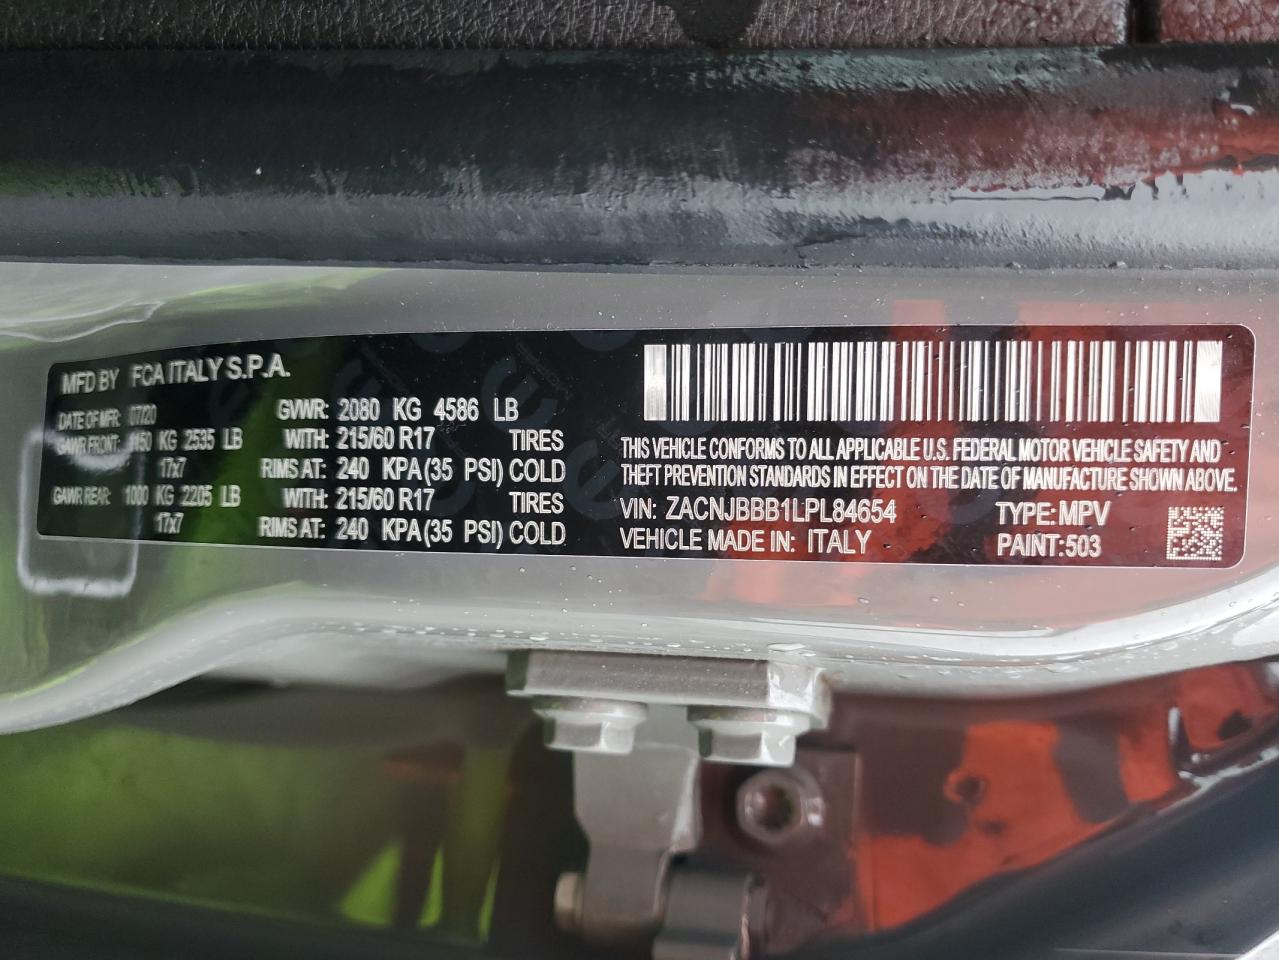 MFD BY FCA ITALY S.P.A.
DATE OF MFR: 07/20 GVWR: 2080 KG 4586 LB
GAWR FRONT: 1150 KG 2535 LB WITH: 215/60 R17 TIRES
17x7 RIMS AT: 240 KPA (35 PSI) COLD
GAWR REAR: 1000 KG 2205 LB WITH: 215/60 R17 TIRES
17x7 RIMS AT: 240 KPA (35 PSI) COLD
THIS VEHICLE CONFORMS TO ALL APPLICABLE U.S. FEDERAL MOTOR VEHICLE SAFETY AND
THEFT PREVENTION STANDARDS IN EFFECT ON THE DATE OF MANUFACTURE SHOWN ABOVE.
VIN: ZACNJBBB1LPL84654 TYPE: MPV
VEHICLE MADE IN: ITALY PAINT: 503